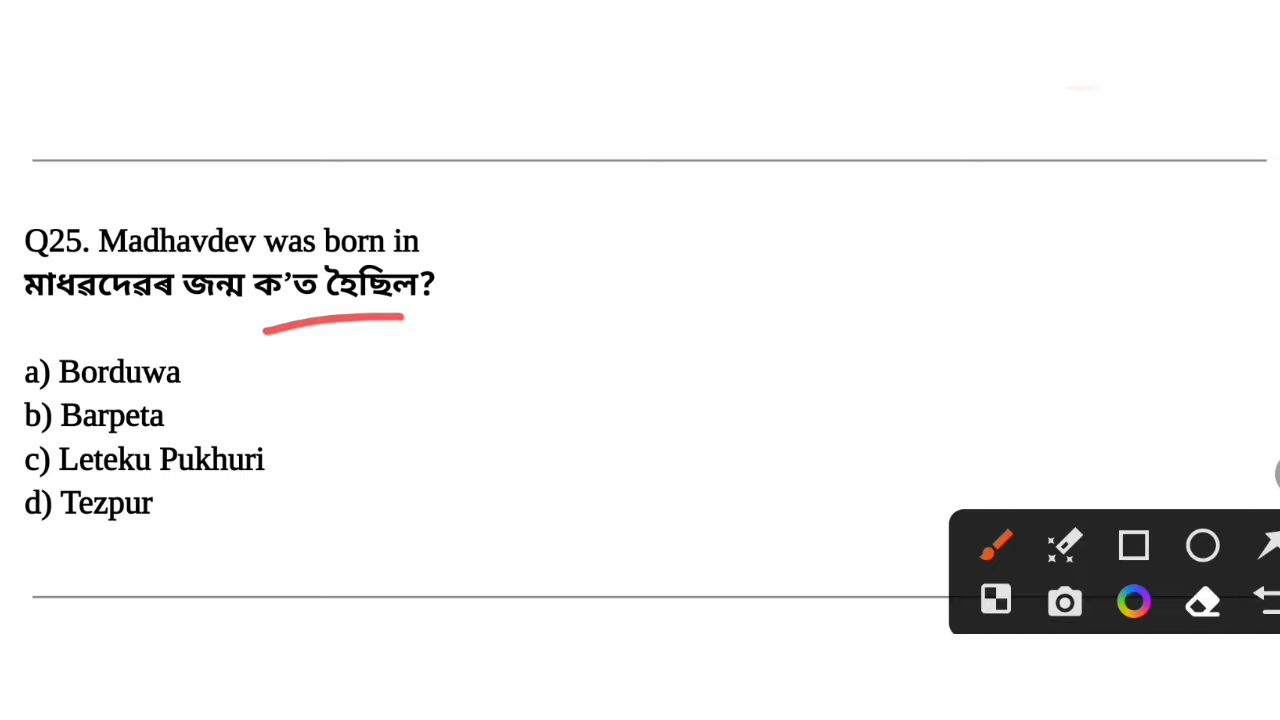 Q25. Madhavdev was born in
মাধৱদেৱৰ জন্ম ক’ত হৈছিল?
a) Borduwa
b) Barpeta
c) Leteku Pukhuri
d) Tezpur